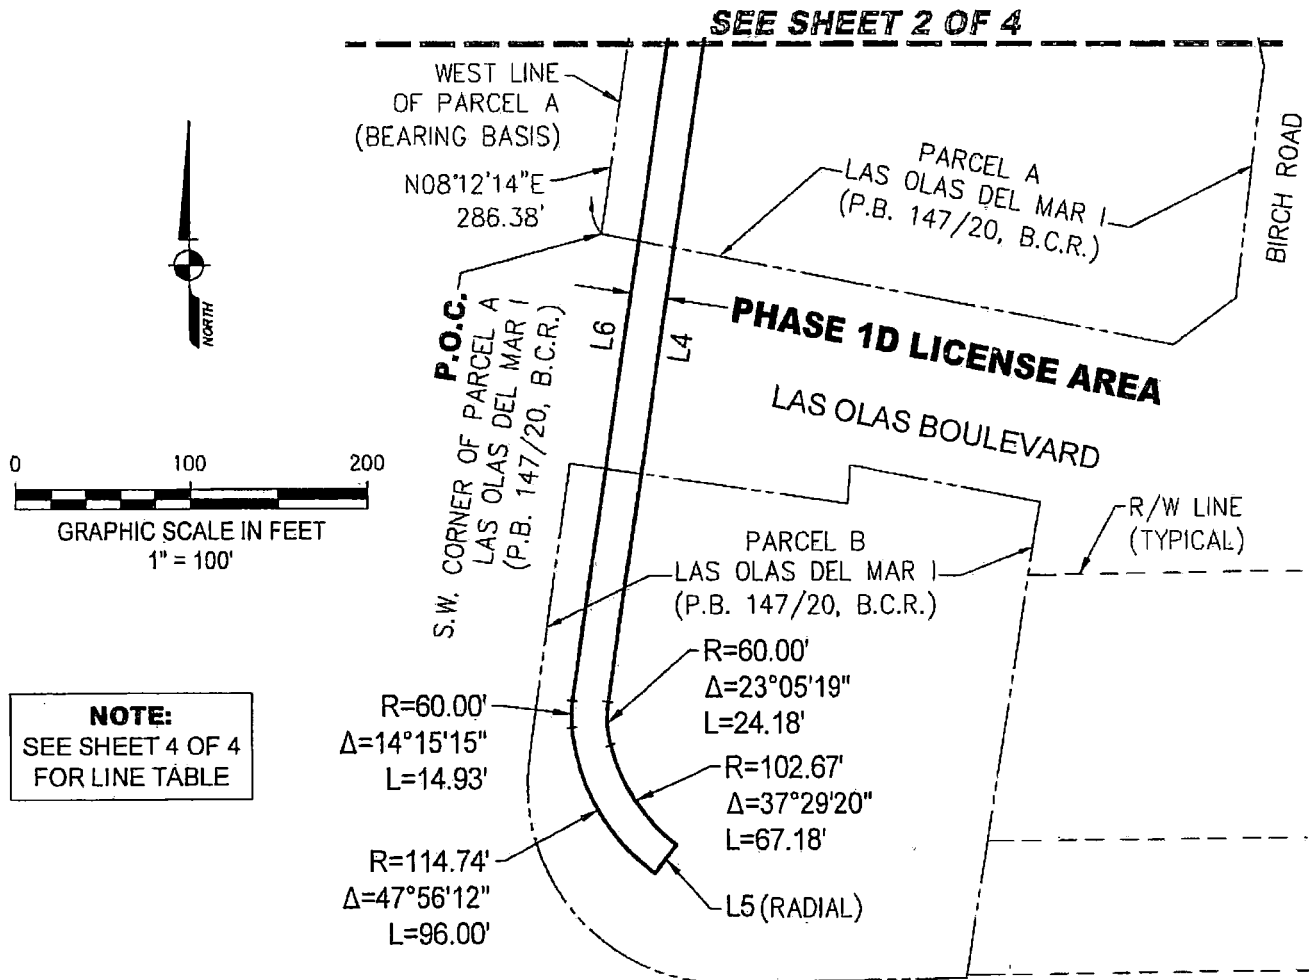 SEE SHEET 2 OF 4
WEST LINE
OF PARCEL A
(BEARING BASIS)
N08°12'14"E
286.38'
PARCEL A
LAS OLAS DEL MAR I
(P.B. 147/20, B.C.R.)
BIRCH ROAD
NORTH
P.O.C.
S.W. CORNER OF PARCEL A
LAS OLAS DEL MAR I
(P.B. 147/20, B.C.R.)
L6
L4
PHASE 1D LICENSE AREA
LAS OLAS BOULEVARD
0 100 200
GRAPHIC SCALE IN FEET
1" = 100'
R/W LINE
(TYPICAL)
PARCEL B
LAS OLAS DEL MAR I
(P.B. 147/20, B.C.R.)
R=60.00'
Δ=23°05'19"
L=24.18'
R=60.00'
Δ=14°15'15"
L=14.93'
NOTE:
SEE SHEET 4 OF 4
FOR LINE TABLE
R=102.67'
Δ=37°29'20"
L=67.18'
R=114.74'
Δ=47°56'12"
L=96.00'
L5 (RADIAL)